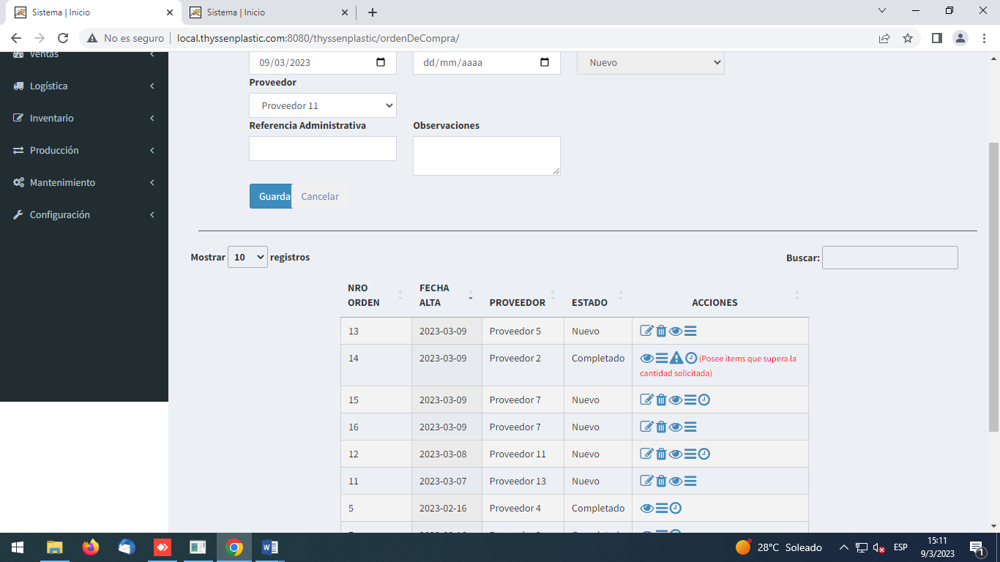 Sistema | Inicio
Sistema | Inicio
No es seguro
local.thyssenplastic.com:8080/thyssenplastic/ordenDeCompra/
Ventas
Logística
Inventario
Producción
Mantenimiento
Configuración
09/03/2023
dd/mm/aaaa
Nuevo
Proveedor
Proveedor 11
Referencia Administrativa
Observaciones
Guarda
Cancelar
Mostrar 10 registros
Buscar:
NRO ORDEN
FECHA ALTA
PROVEEDOR
ESTADO
ACCIONES
13 2023-03-09 Proveedor 5 Nuevo
14 2023-03-09 Proveedor 2 Completado (Posee items que supera la
cantidad solicitada)
15 2023-03-09 Proveedor 7 Nuevo
16 2023-03-09 Proveedor 7 Nuevo
12 2023-03-08 Proveedor 11 Nuevo
11 2023-03-07 Proveedor 13 Nuevo
5 2023-02-16 Proveedor 4 Completado
28°C Soleado
ESP
15:11
9/3/2023
1